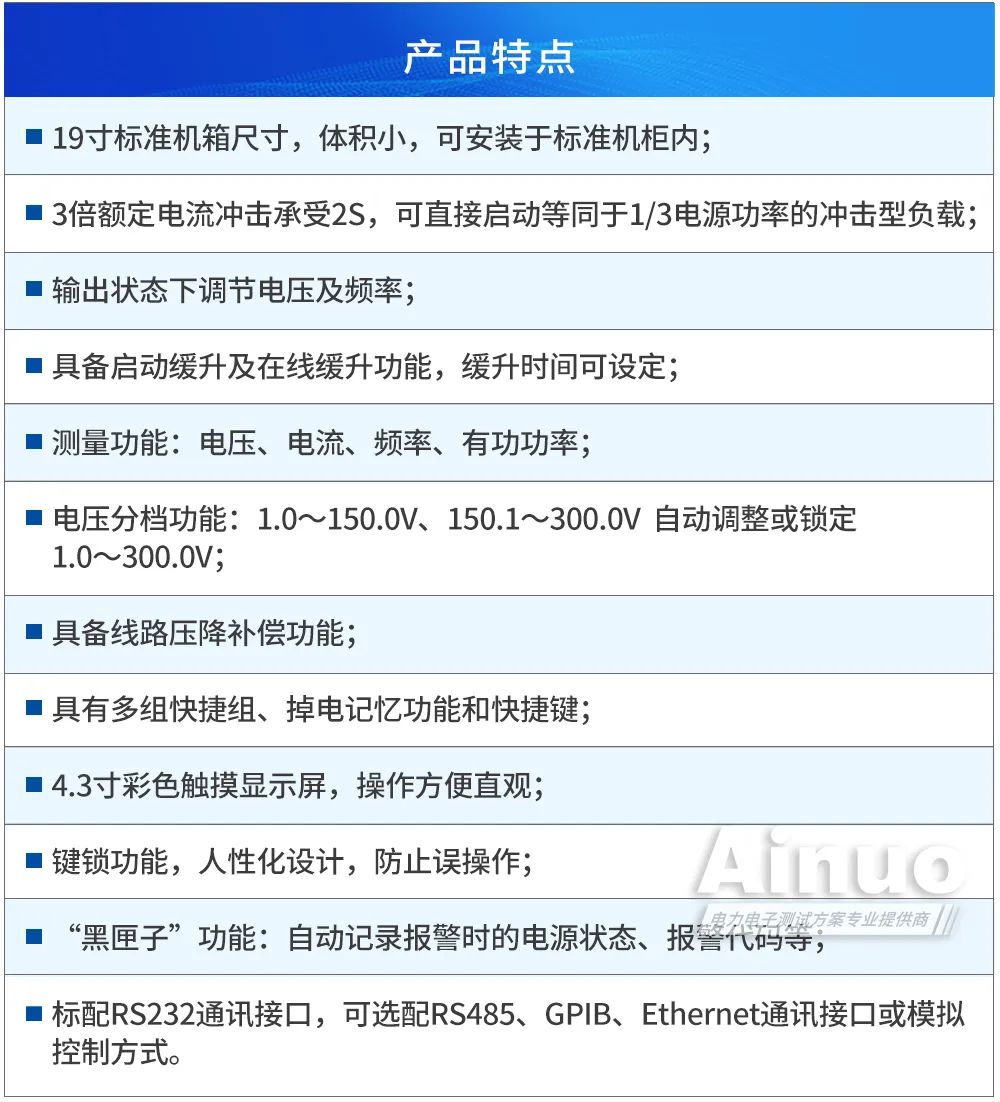 产品特点
19寸标准机箱尺寸，体积小，可安装于标准机柜内；
3倍额定电流冲击承受2S，可直接启动等同于1/3电源功率的冲击型负载；
输出状态下调节电压及频率；
具备启动缓升及在线缓升功能，缓升时间可设定；
测量功能：电压、电流、频率、有功功率；
电压分档功能：1.0～150.0V、150.1～300.0V 自动调整或锁定
1.0～300.0V；
具备线路压降补偿功能；
具有多组快捷组、掉电记忆功能和快捷键；
4.3寸彩色触摸显示屏，操作方便直观；
键锁功能，人性化设计，防止误操作；
Ainuo
电力电子测试方案专业提供商
“黑匣子”功能：自动记录报警时的电源状态、报警代码等；
标配RS232通讯接口，可选配RS485、GPIB、Ethernet通讯接口或模拟
控制方式。